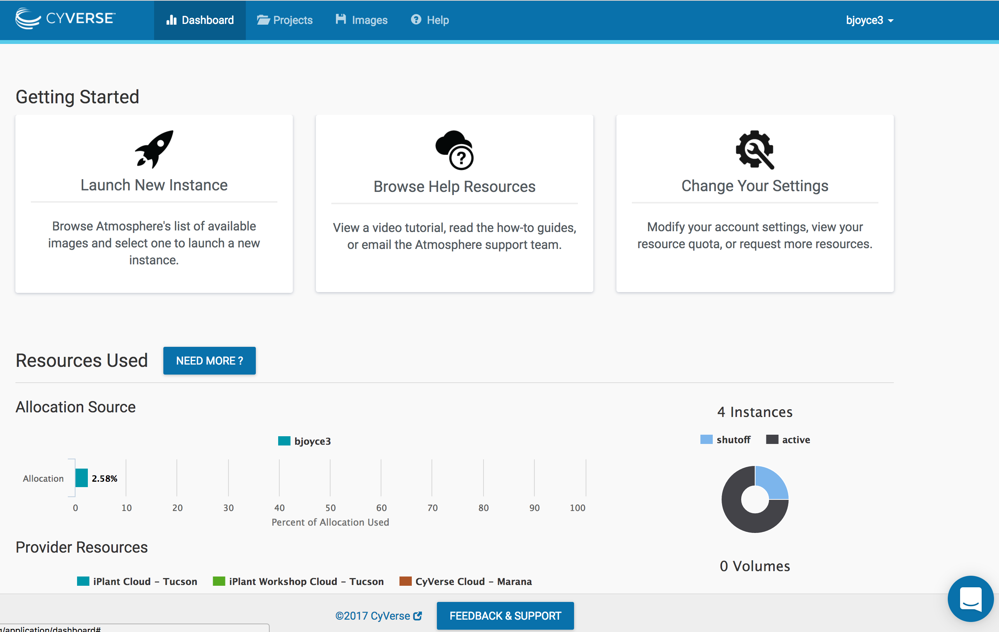 CYVERSE™
Dashboard
Projects
Images
Help
bjoyce3
Getting Started
Launch New Instance
Browse Atmosphere's list of available
images and select one to launch a new
instance.
?
Browse Help Resources
View a video tutorial, read the how-to guides,
or email the Atmosphere support team.
Change Your Settings
Modify your account settings, view your
resource quota, or request more resources.
Resources Used
NEED MORE ?
Allocation Source
bjoyce3
Allocation
2.58%
0 10 20 30 40 50 60 70 80 90 100
Percent of Allocation Used
4 Instances
shutoff active
Provider Resources
iPlant Cloud – Tucson iPlant Workshop Cloud – Tucson CyVerse Cloud – Marana
0 Volumes
©2017 CyVerse
FEEDBACK & SUPPORT
/application/dashboard#